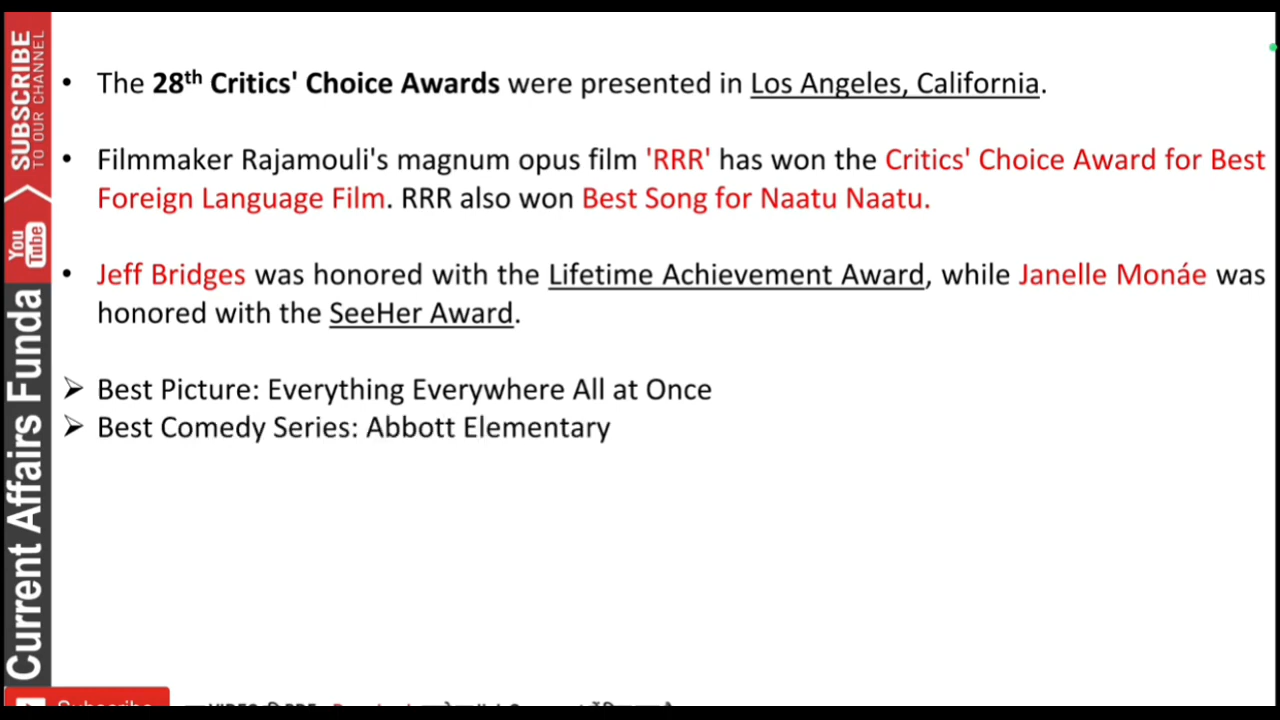 SUBSCRIBE
TO OUR CHANNEL
You
Tube
Current Affairs Funda
• The 28th Critics' Choice Awards were presented in Los Angeles, California.
• Filmmaker Rajamouli's magnum opus film 'RRR' has won the Critics' Choice Award for Best
Foreign Language Film. RRR also won Best Song for Naatu Naatu.
• Jeff Bridges was honored with the Lifetime Achievement Award, while Janelle Monáe was
honored with the SeeHer Award.
➢ Best Picture: Everything Everywhere All at Once
➢ Best Comedy Series: Abbott Elementary
Subscribe